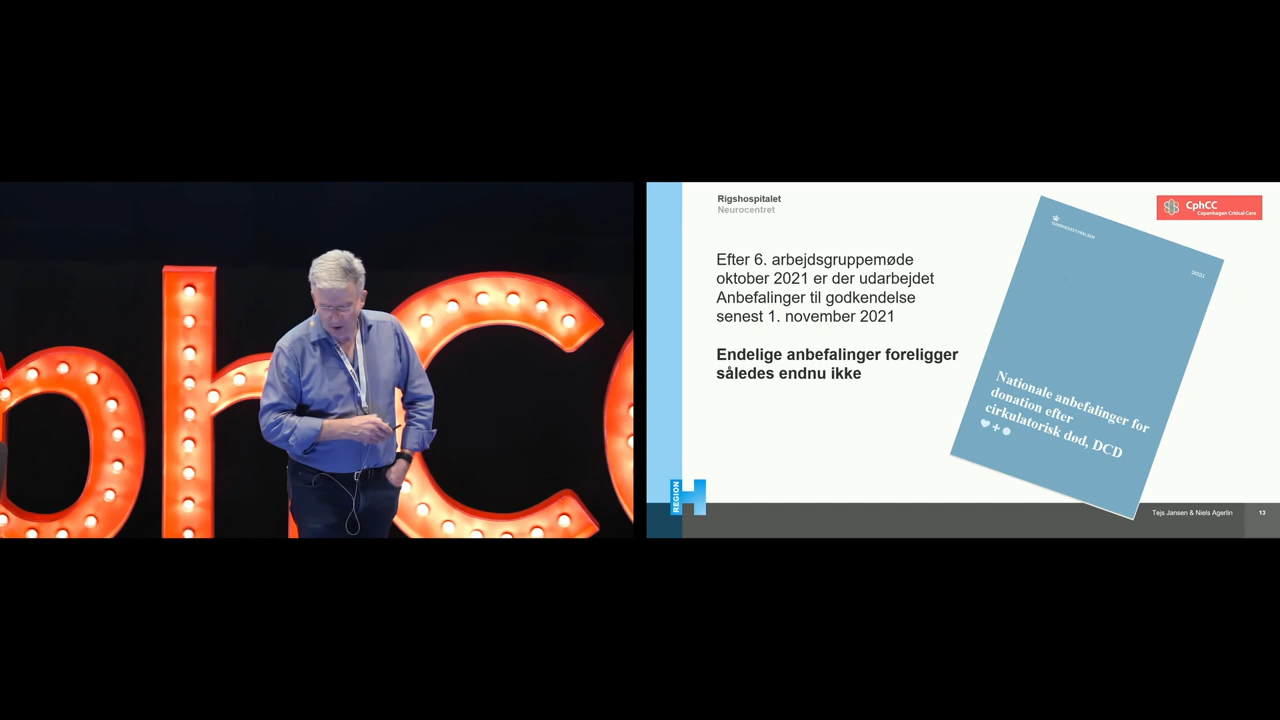 phCC
Rigshospitalet
Neurocentret
CphCC
Copenhagen Critical Care
Efter 6. arbejdsgruppemøde
oktober 2021 er der udarbejdet
Anbefalinger til godkendelse
senest 1. november 2021
Endelige anbefalinger foreligger
således endnu ikke
SUNDHEDSSTYRELSEN
2021
Nationale anbefalinger for
donation efter
cirkulatorisk død, DCD
REGION
H
Tejs Jansen & Niels Agerlin
13